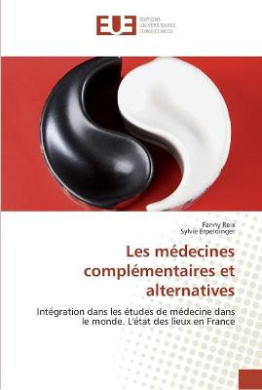 EUE
ÉDITIONS
UNIVERSITAIRES
EUROPÉENNES
Fanny Reix
Sylvie Erpeldinger
Les médecines
complémentaires et
alternatives
Intégration dans les études de médecine dans
le monde. L'état des lieux en France